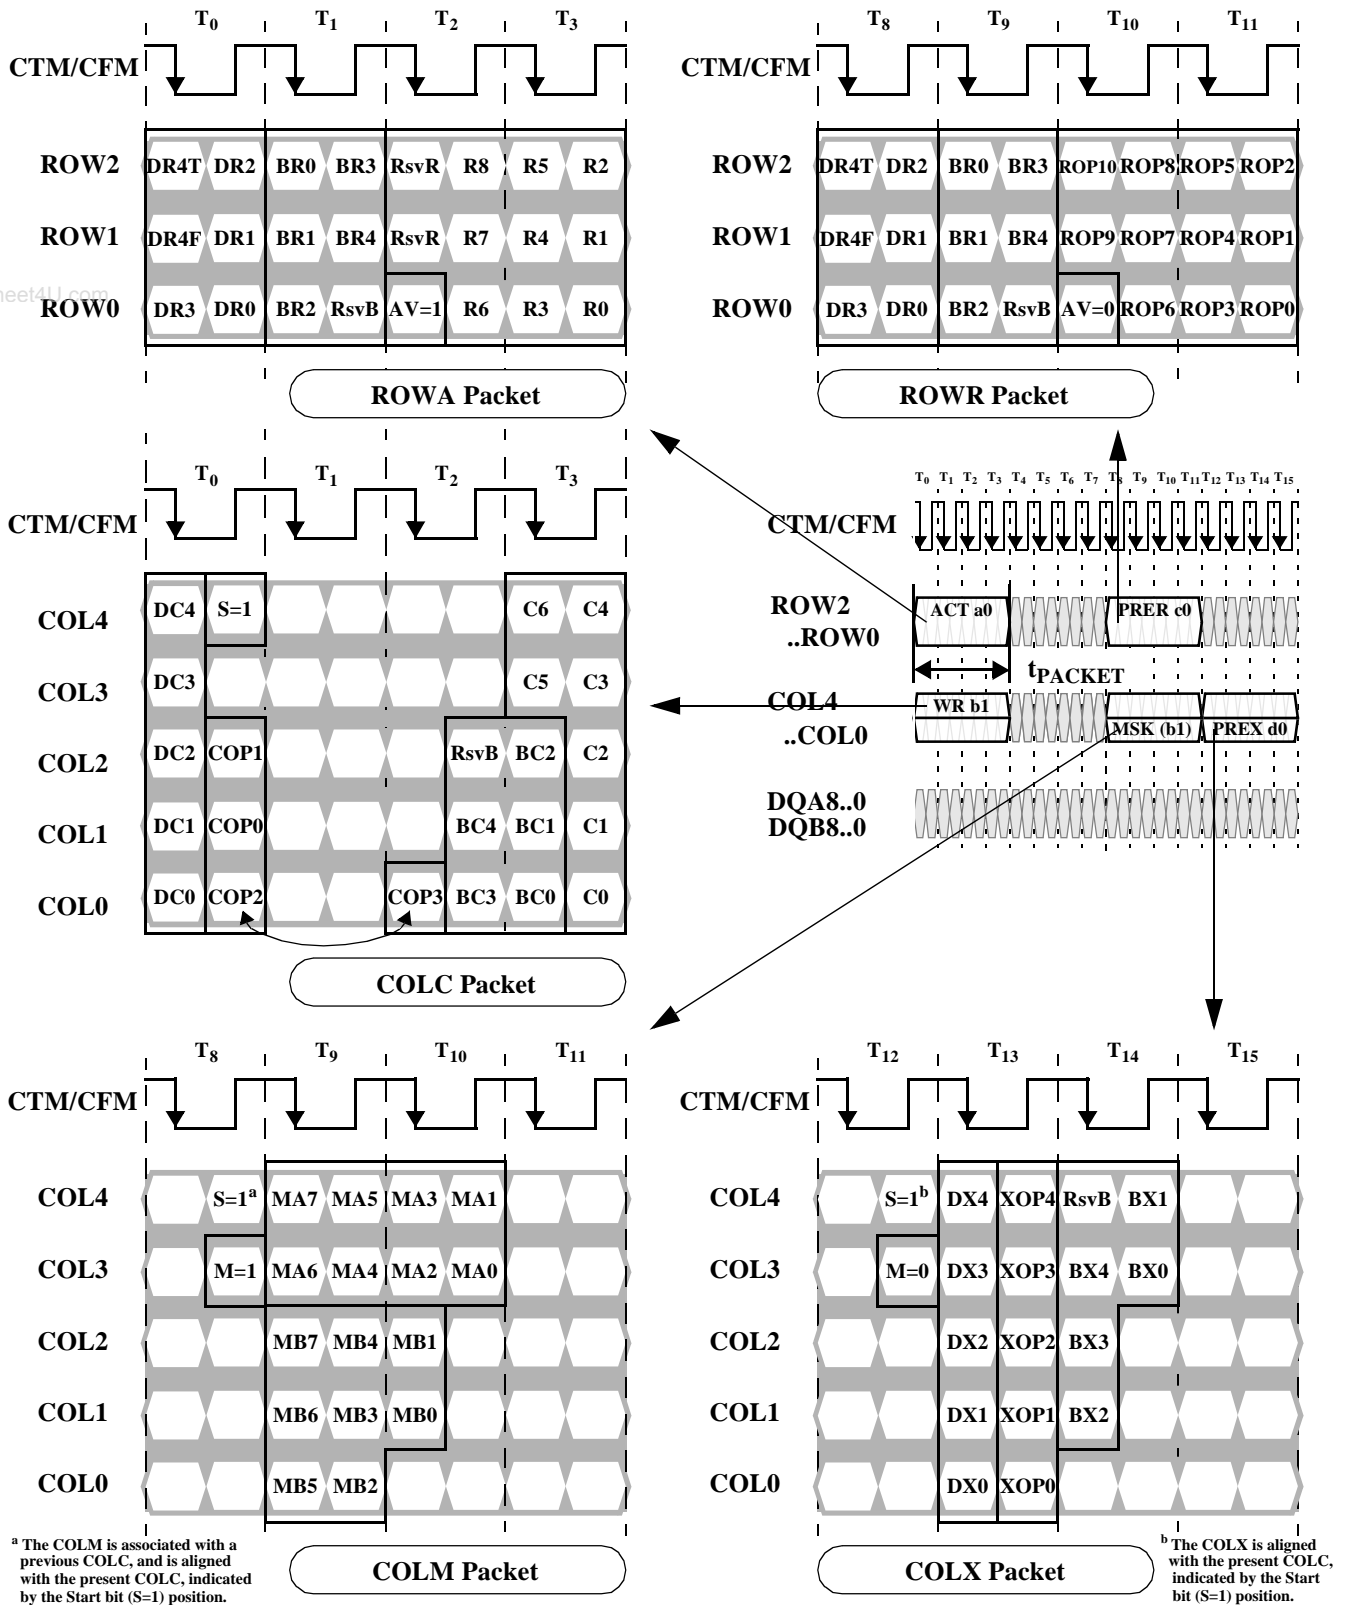 T0 T1 T2 T3
CTM/CFM
ROW2 DR4T DR2 BR0 BR3 RsvR R8 R5 R2
ROW1 DR4F DR1 BR1 BR4 RsvR R7 R4 R1
ROW0 DR3 DR0 BR2 RsvB AV=1 R6 R3 R0
ROWA Packet
T8 T9 T10 T11
CTM/CFM
ROW2 DR4T DR2 BR0 BR3 ROP10 ROP8 ROP5 ROP2
ROW1 DR4F DR1 BR1 BR4 ROP9 ROP7 ROP4 ROP1
ROW0 DR3 DR0 BR2 RsvB AV=0 ROP6 ROP3 ROP0
ROWR Packet
T0 T1 T2 T3
CTM/CFM
COL4 DC4 S=1 C6 C4
COL3 DC3 C5 C3
COL2 DC2 COP1 RsvB BC2 C2
COL1 DC1 COP0 BC4 BC1 C1
COL0 DC0 COP2 COP3 BC3 BC0 C0
COLC Packet
T0 T1 T2 T3 T4 T5 T6 T7 T8 T9 T10 T11 T12 T13 T14 T15
CTM/CFM
ROW2 ACT a0 PRER c0
..ROW0
tPACKET
COL4 WR b1
..COL0 MSK (b1) PREX d0
DQA8..0
DQB8..0
T8 T9 T10 T11
CTM/CFM
COL4 S=1a MA7 MA5 MA3 MA1
COL3 M=1 MA6 MA4 MA2 MA0
COL2 MB7 MB4 MB1
COL1 MB6 MB3 MB0
COL0 MB5 MB2
a The COLM is associated with a
previous COLC, and is aligned
with the present COLC, indicated
by the Start bit (S=1) position.
COLM Packet
T12 T13 T14 T15
CTM/CFM
COL4 S=1b DX4 XOP4 RsvB BX1
COL3 M=0 DX3 XOP3 BX4 BX0
COL2 DX2 XOP2 BX3
COL1 DX1 XOP1 BX2
COL0 DX0 XOP0
COLX Packet
b The COLX is aligned
with the present COLC,
indicated by the Start
bit (S=1) position.